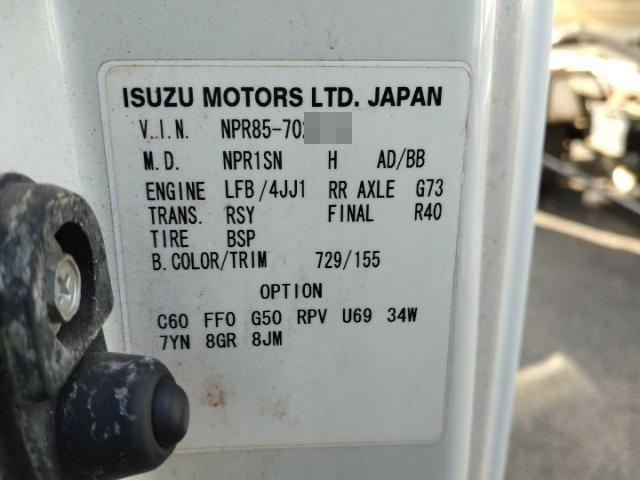 ISUZU MOTORS LTD. JAPAN
V.I.N. NPR85-702
M.D. NPR1SN H AD/BB
ENGINE LFB/4JJ1 RR AXLE G73
TRANS. RSY FINAL R40
TIRE BSP
B.COLOR/TRIM 729/155
OPTION
C60 FF0 G50 RPV U69 34W
7YN 8GR 8JM